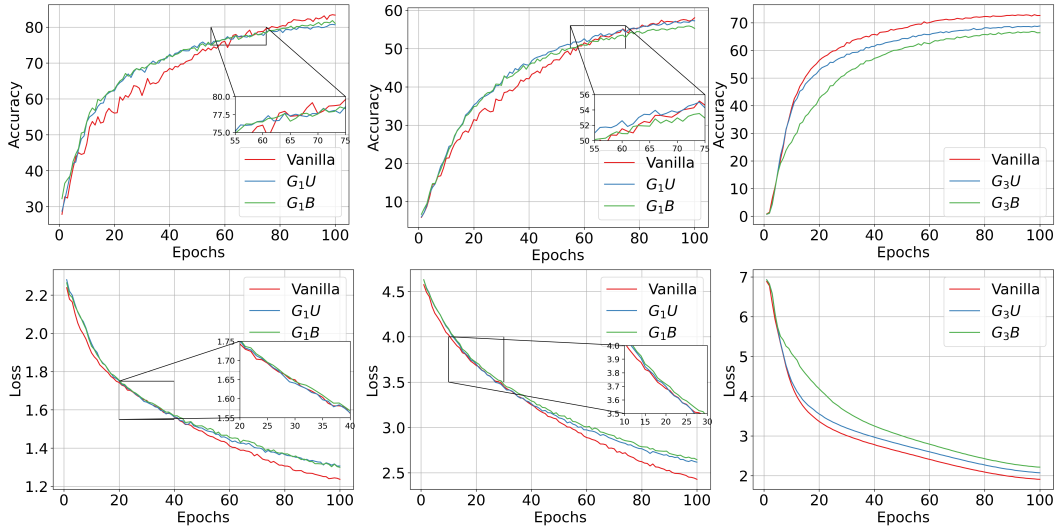 80
70
60
50
40
30
Accuracy
80.0
77.5
75.0
55 60 65 70 75
Vanilla
G₁U
G₁B
0 20 40 60 80 100
Epochs
60
50
40
30
20
10
Accuracy
56
54
52
50
55 60 65 70 75
Vanilla
G₁U
G₁B
0 20 40 60 80 100
Epochs
70
60
50
40
30
20
10
0
Accuracy
Vanilla
G₃U
G₃B
0 20 40 60 80 100
Epochs
2.2
2.0
1.8
1.6
1.4
1.2
Loss
Vanilla
G₁U
G₁B
1.75
1.70
1.65
1.60
1.55
20 25 30 35 40
0 20 40 60 80 100
Epochs
4.5
4.0
3.5
3.0
2.5
Loss
Vanilla
G₁U
G₁B
4.0
3.9
3.8
3.7
3.6
3.5
10 15 20 25 30
0 20 40 60 80 100
Epochs
7
6
5
4
3
2
Loss
Vanilla
G₃U
G₃B
0 20 40 60 80 100
Epochs